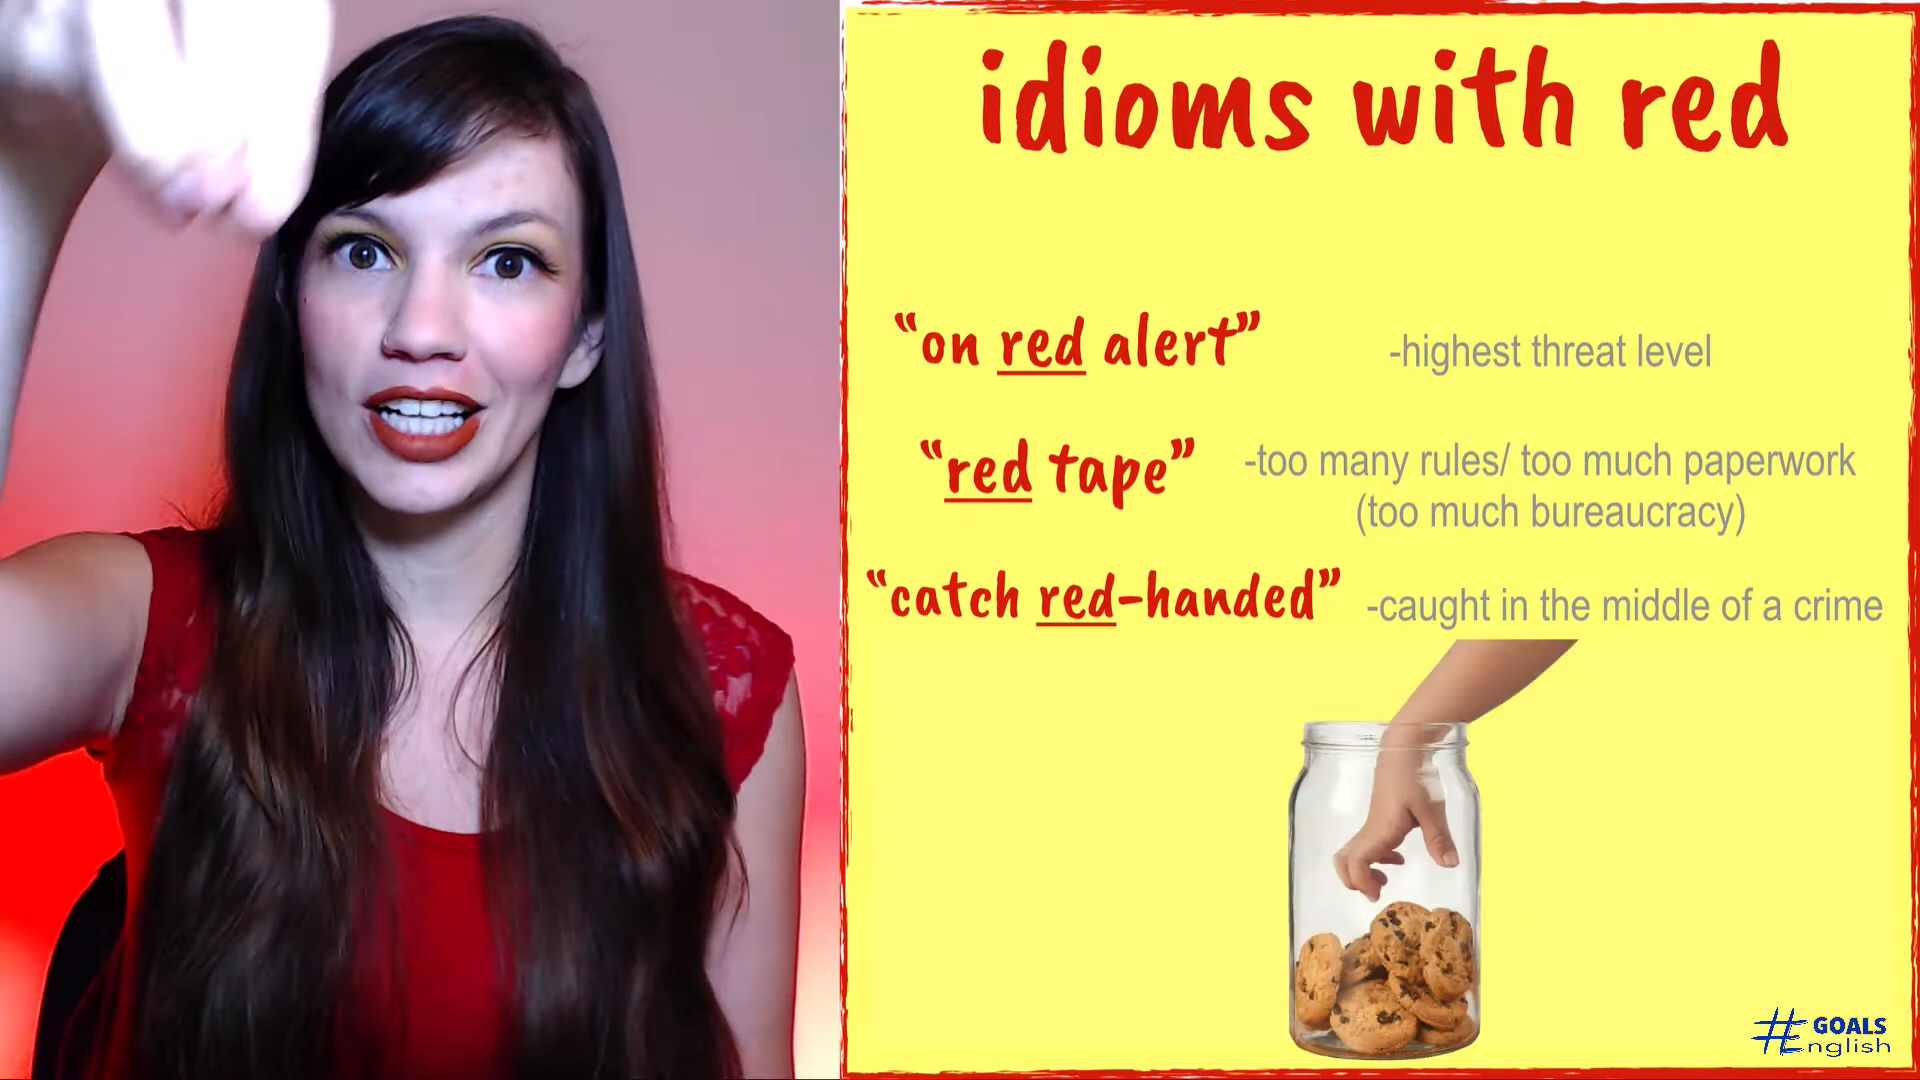 idioms with red
“on red alert”
-highest threat level
“red tape”
-too many rules/ too much paperwork
(too much bureaucracy)
“catch red-handed”
-caught in the middle of a crime
#GOALS
English